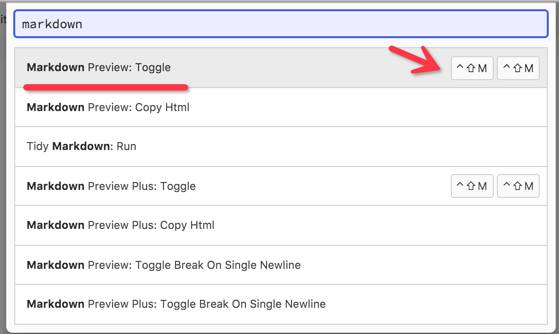 it
markdown
Markdown Preview: Toggle ^⇧M ^⇧M
Markdown Preview: Copy Html
Tidy Markdown: Run
Markdown Preview Plus: Toggle ^⇧M ^⇧M
Markdown Preview Plus: Copy Html
Markdown Preview: Toggle Break On Single Newline
Markdown Preview Plus: Toggle Break On Single Newline